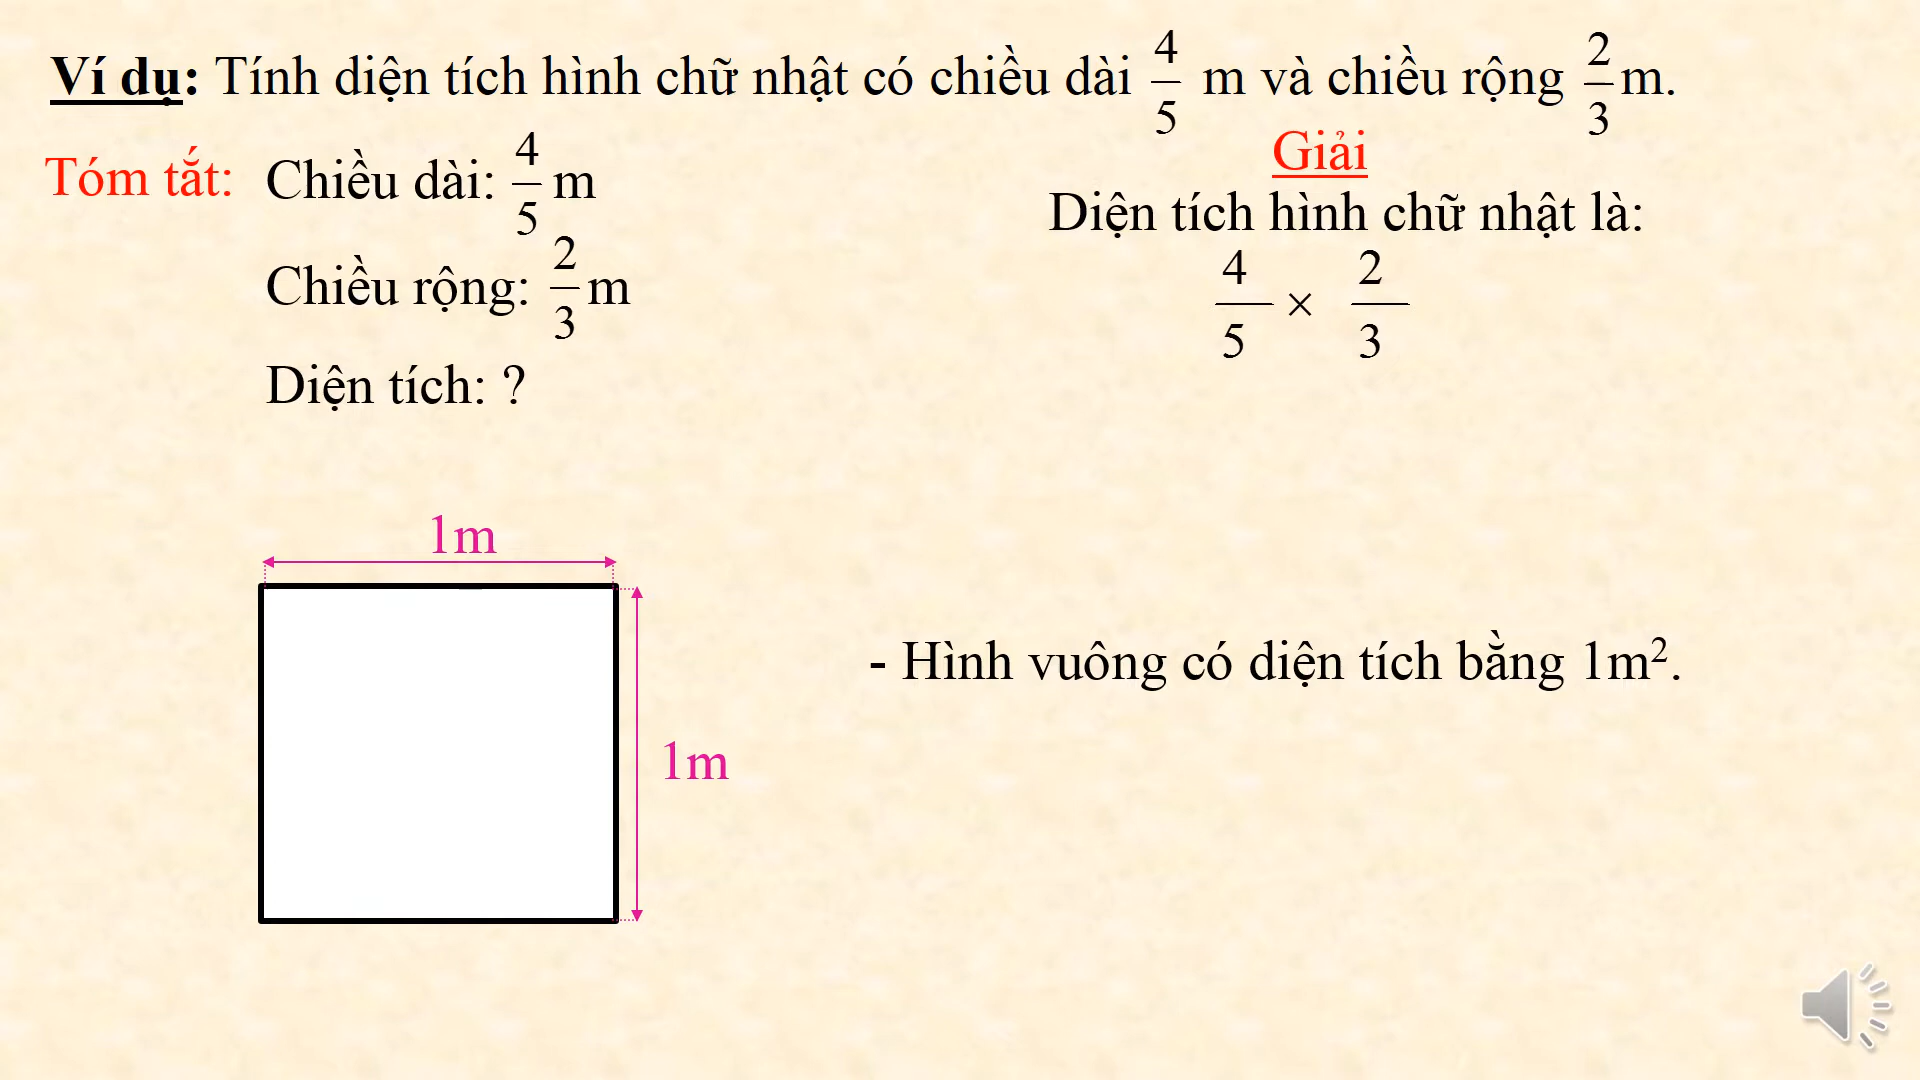 Ví dụ: Tính diện tích hình chữ nhật có chiều dài 4/5 m và chiều rộng 2/3 m.
Tóm tắt: Chiều dài: 4/5 m
Chiều rộng: 2/3 m
Diện tích: ?
Giải
Diện tích hình chữ nhật là:
4/5 × 2/3
1m
1m
- Hình vuông có diện tích bằng 1m².